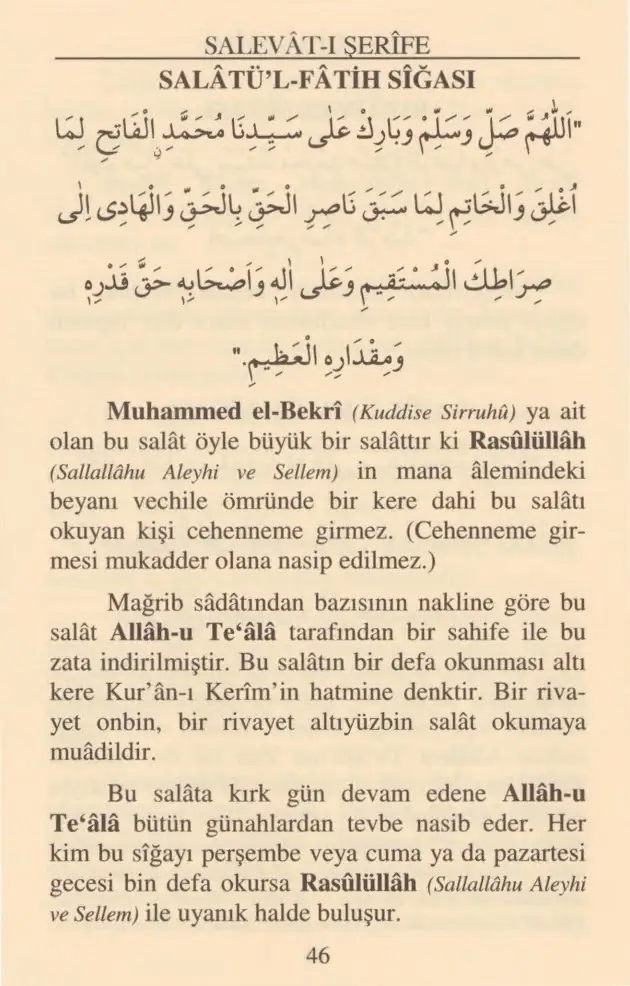 SALEVÂT-I ŞERÎFE
SALÂTÜ’L-FÂTİH SÎĞASI
"اَللّٰهُمَّ صَلِّ وَسَلِّمْ وَبَارِكْ عَلٰى سَيِّدِنَا مُحَمَّدٍ الْفَاتِحِ لِمَا
اُغْلِقَ وَالْخَاتِمِ لِمَا سَبَقَ نَاصِرِ الْحَقِّ بِالْحَقِّ وَالْهَادِى اِلٰى
صِرَاطِكَ الْمُسْتَقِيمِ وَعَلٰى اٰلِهِ وَاَصْحَابِهِ حَقَّ قَدْرِهِ
وَمِقْدَارِهِ الْعَظِيمِ."
Muhammed el-Bekrî (Kuddise Sirruhû) ya ait
olan bu salât öyle büyük bir salâttır ki Rasûlüllâh
(Sallallâhu Aleyhi ve Sellem) in mana âlemindeki
beyanı vechile ömründe bir kere dahi bu salâtı
okuyan kişi cehenneme girmez. (Cehenneme gir-
mesi mukadder olana nasip edilmez.)
Mağrib sâdâtından bazısının nakline göre bu
salât Allâh-u Te‘âlâ tarafından bir sahife ile bu
zata indirilmiştir. Bu salâtın bir defa okunması altı
kere Kur’ân-ı Kerîm’in hatmine denktir. Bir riva-
yet onbin, bir rivayet altıyüzbin salât okumaya
muâdildir.
Bu salâta kırk gün devam edene Allâh-u
Te‘âlâ bütün günahlardan tevbe nasib eder. Her
kim bu sîğayı perşembe veya cuma ya da pazartesi
gecesi bin defa okursa Rasûlüllâh (Sallallâhu Aleyhi
ve Sellem) ile uyanık halde buluşur.
46